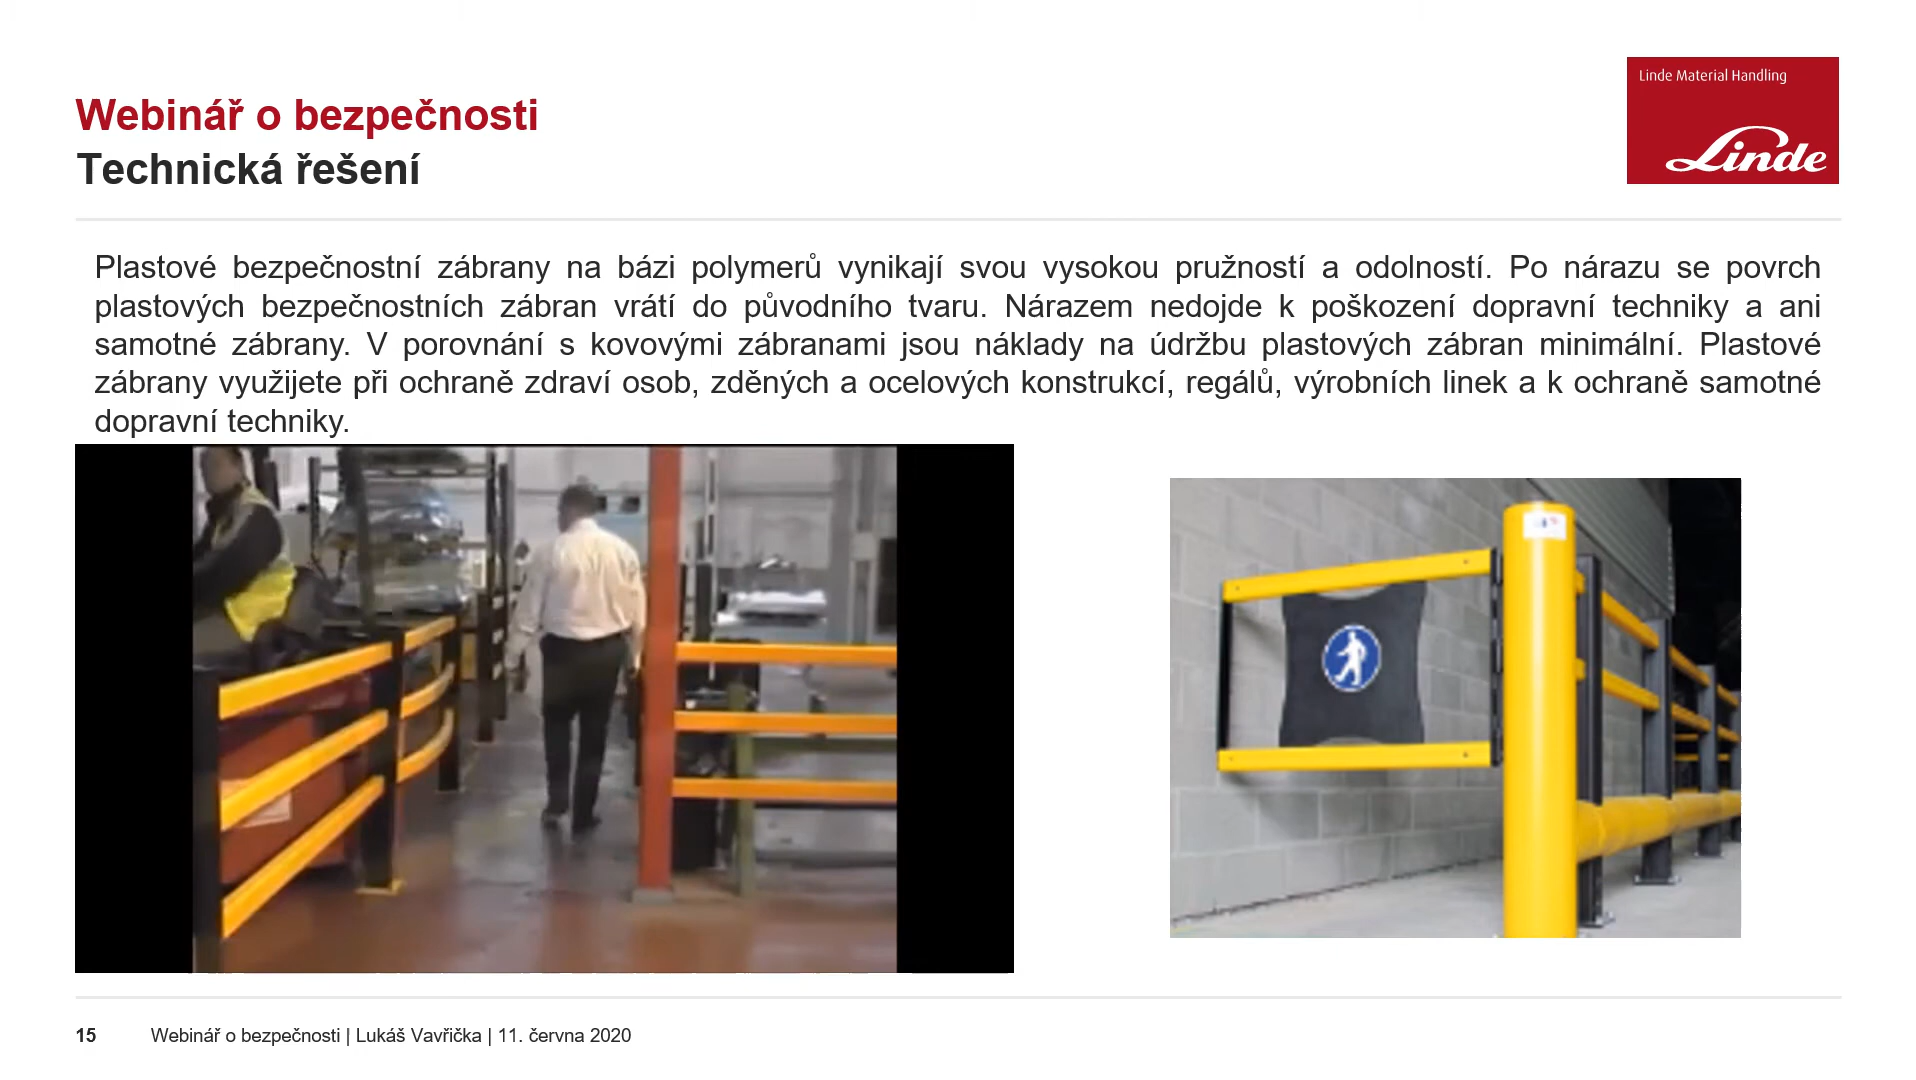 Linde Material Handling
Linde
Webinář o bezpečnosti
Technická řešení
Plastové bezpečnostní zábrany na bázi polymerů vynikají svou vysokou pružností a odolností. Po nárazu se povrch
plastových bezpečnostních zábran vrátí do původního tvaru. Nárazem nedojde k poškození dopravní techniky a ani
samotné zábrany. V porovnání s kovovými zábranami jsou náklady na údržbu plastových zábran minimální. Plastové
zábrany využijete při ochraně zdraví osob, zděných a ocelových konstrukcí, regálů, výrobních linek a k ochraně samotné
dopravní techniky.
15 Webinář o bezpečnosti | Lukáš Vavřička | 11. června 2020